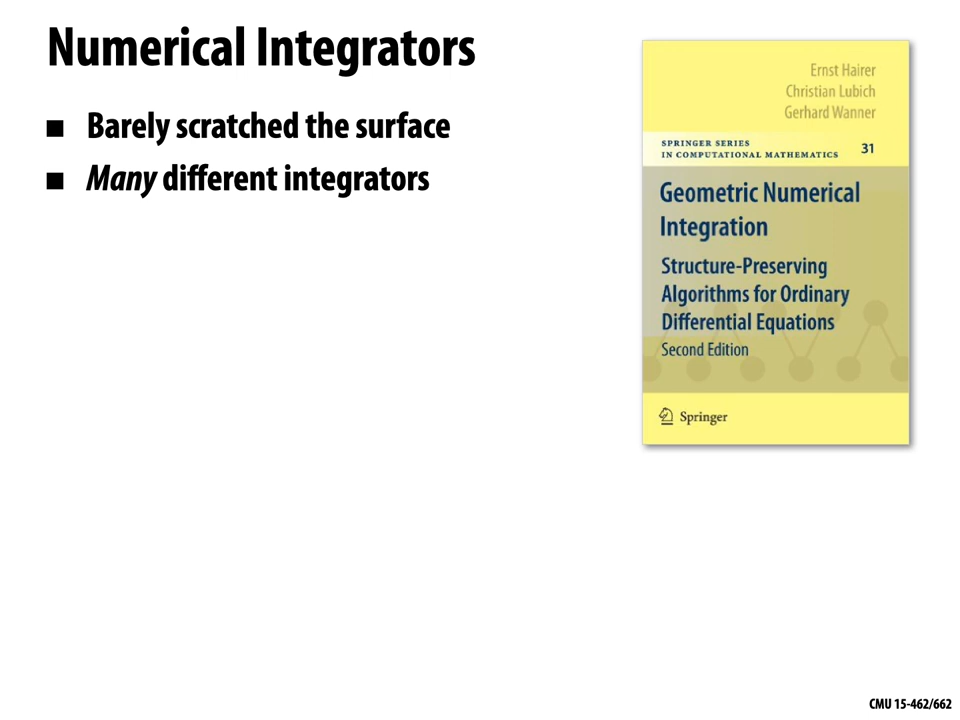 Numerical Integrators
■ Barely scratched the surface
■ Many different integrators
Ernst Hairer
Christian Lubich
Gerhard Wanner
SPRINGER SERIES
IN COMPUTATIONAL MATHEMATICS 31
Geometric Numerical
Integration
Structure-Preserving
Algorithms for Ordinary
Differential Equations
Second Edition
Springer
CMU 15-462/662